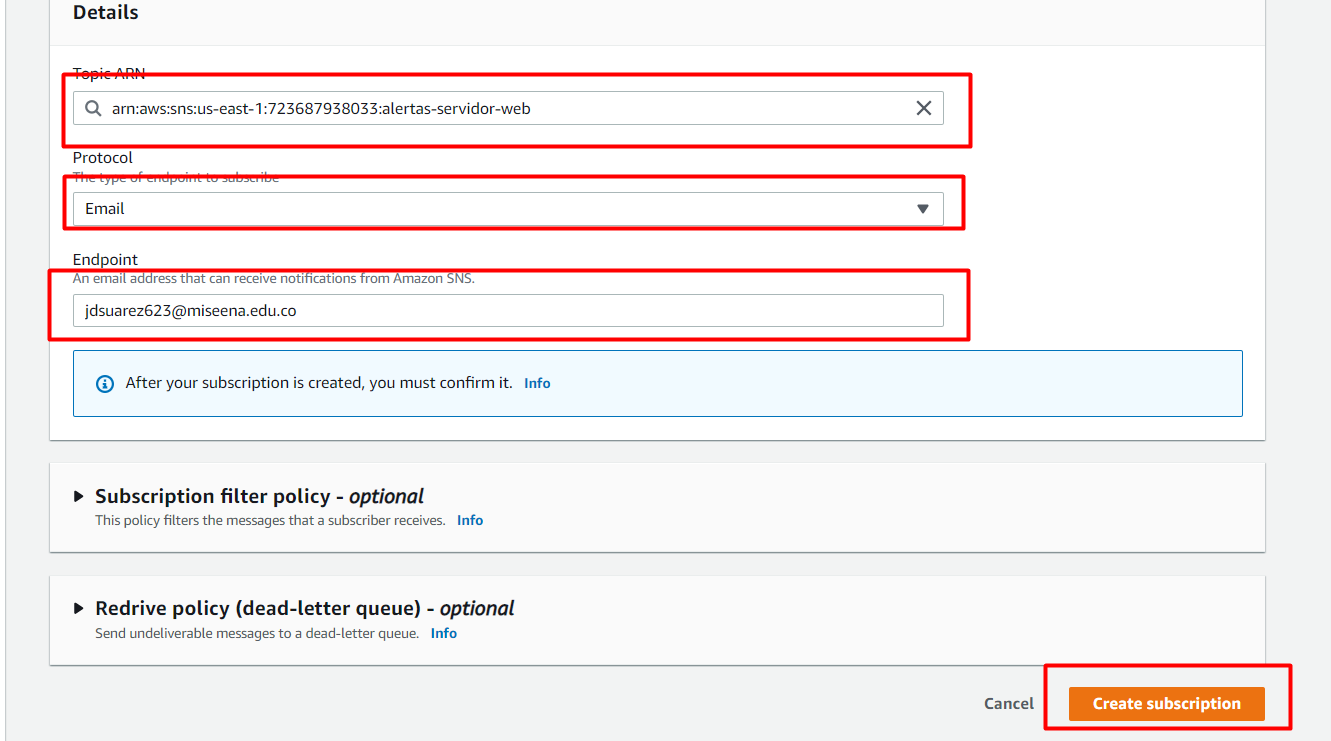 Details
Topic ARN
arn:aws:sns:us-east-1:723687938033:alertas-servidor-web
Protocol
The type of endpoint to subscribe
Email
Endpoint
An email address that can receive notifications from Amazon SNS.
jdsuarez623@miseena.edu.co
After your subscription is created, you must confirm it. Info
Subscription filter policy - optional
This policy filters the messages that a subscriber receives. Info
Redrive policy (dead-letter queue) - optional
Send undeliverable messages to a dead-letter queue. Info
Cancel Create subscription